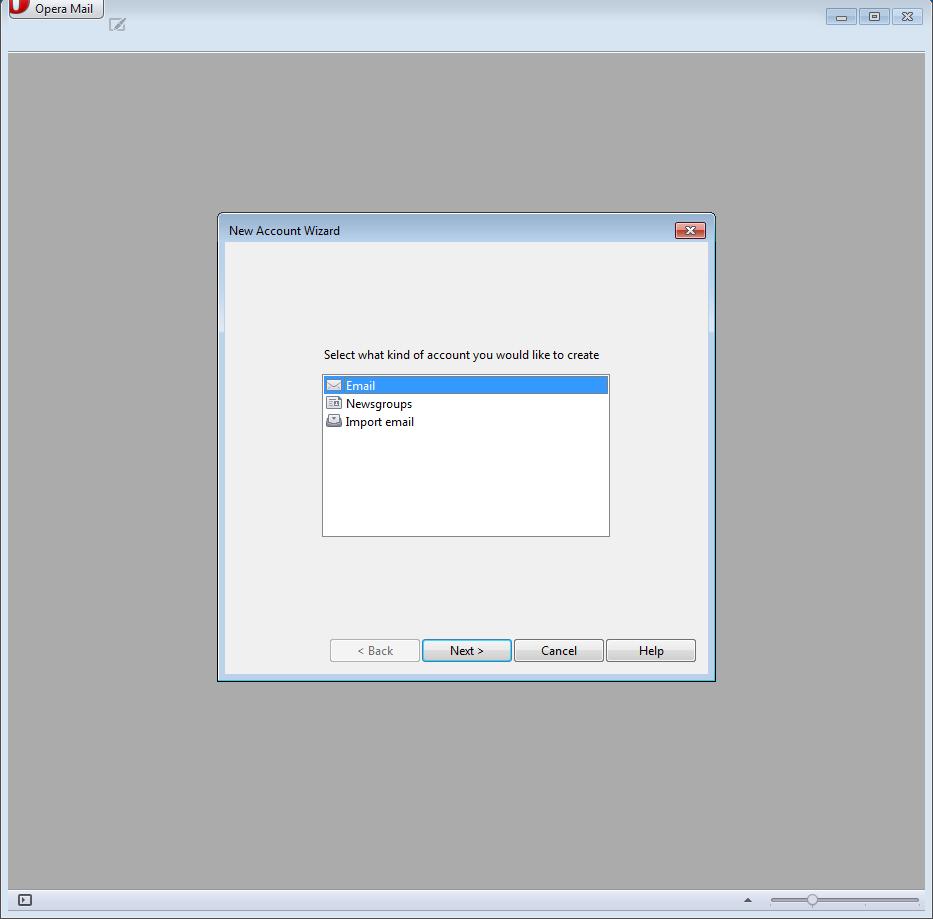 Opera Mail
New Account Wizard
Select what kind of account you would like to create
Email
Newsgroups
Import email
< Back
Next >
Cancel
Help